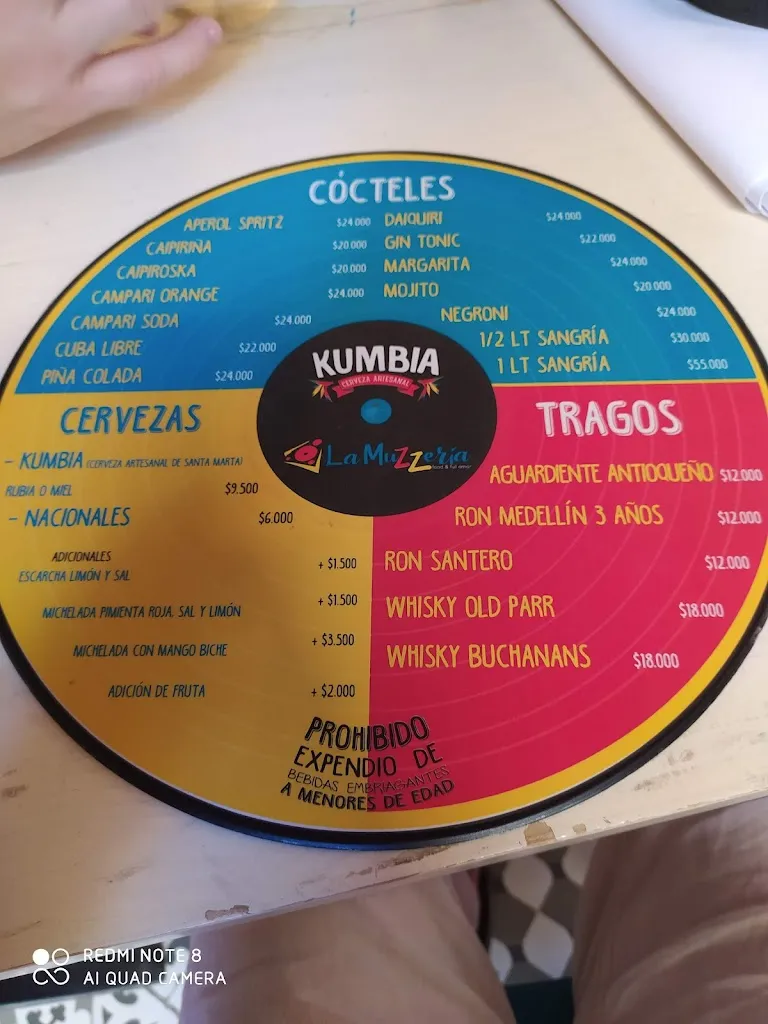 CÓCTELES
APEROL SPRITZ $24.000
CAIPIRIÑA $20.000
CAIPIROSKA $20.000
CAMPARI ORANGE $24.000
CAMPARI SODA $24.000
CUBA LIBRE $22.000
PIÑA COLADA $24.000
DAIQUIRI $24.000
GIN TONIC $22.000
MARGARITA $24.000
MOJITO $20.000
NEGRONI $24.000
1/2 LT SANGRÍA $30.000
1 LT SANGRÍA $55.000
KUMBIA
CERVEZA ARTESANAL
La MuZZería
food & full amor
CERVEZAS
- KUMBIA (CERVEZA ARTESANAL DE SANTA MARTA)
RUBIA O MIEL $9.500
- NACIONALES $6.000
ADICIONALES
ESCARCHA LIMÓN Y SAL + $1.500
MICHELADA PIMIENTA ROJA, SAL Y LIMÓN + $1.500
MICHELADA CON MANGO BICHE + $3.500
ADICIÓN DE FRUTA + $2.000
TRAGOS
AGUARDIENTE ANTIOQUEÑO $12.000
RON MEDELLÍN 3 AÑOS $12.000
RON SANTERO $12.000
WHISKY OLD PARR $18.000
WHISKY BUCHANANS $18.000
PROHIBIDO
EXPENDIO DE
BEBIDAS EMBRIAGANTES
A MENORES DE EDAD
REDMI NOTE 8
AI QUAD CAMERA